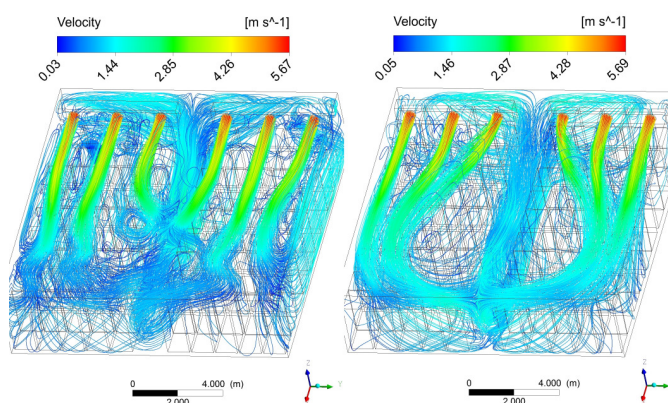 Velocity [m s^-1]
0.03 1.44 2.85 4.26 5.67
Velocity [m s^-1]
0.05 1.46 2.87 4.28 5.69
0 4.000 (m)
2.000
Z
Y
0 4.000 (m)
2.000
Z